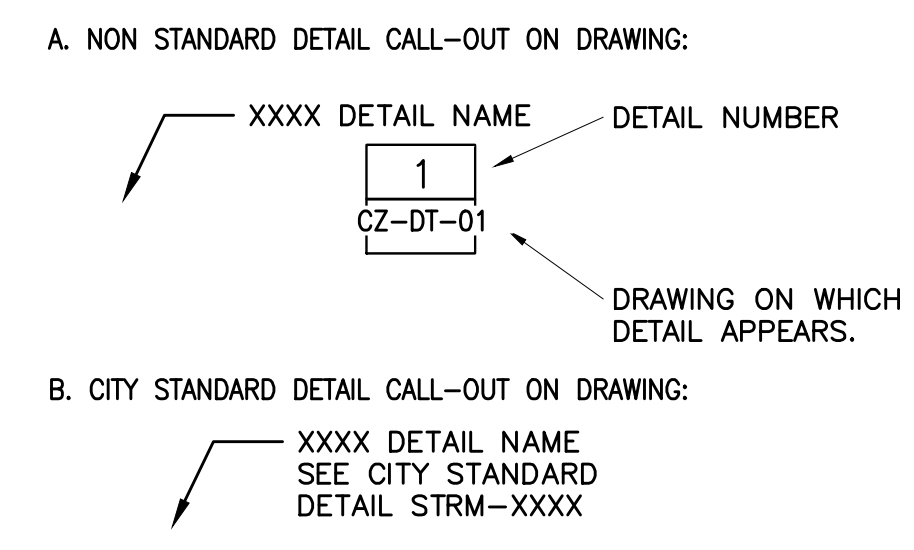 A. NON STANDARD DETAIL CALL-OUT ON DRAWING:
XXXX DETAIL NAME
DETAIL NUMBER
1
CZ-DT-01
DRAWING ON WHICH
DETAIL APPEARS.
B. CITY STANDARD DETAIL CALL-OUT ON DRAWING:
XXXX DETAIL NAME
SEE CITY STANDARD
DETAIL STRM-XXXX